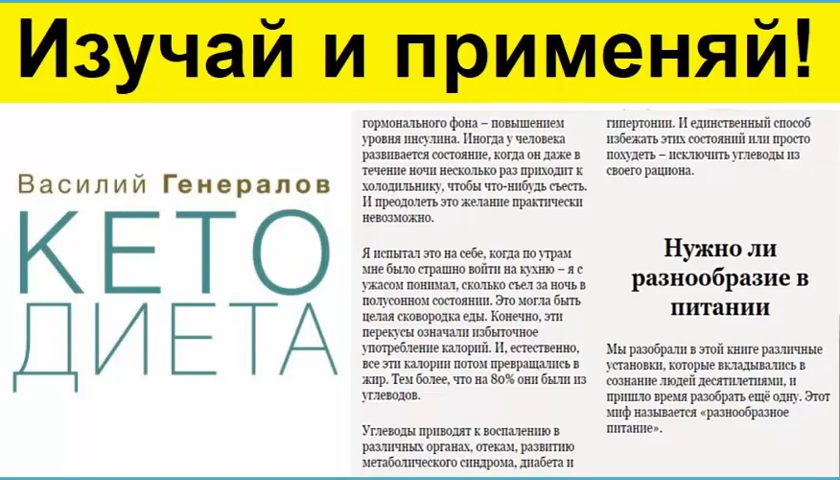 Изучай и применяй!
Василий Генералов
КЕТО
ДИЕТА
гормонального фона – повышением
уровня инсулина. Иногда у человека
развивается состояние, когда он даже в
течение ночи несколько раз приходит к
холодильнику, чтобы что-нибудь съесть.
И преодолеть это желание практически
невозможно.
Я испытал это на себе, когда по утрам
мне было страшно войти на кухню – я с
ужасом понимал, сколько съел за ночь в
полусонном состоянии. Это могла быть
целая сковородка еды. Конечно, эти
перекусы означали избыточное
употребление калорий. И, естественно,
все эти калории потом превращались в
жир. Тем более, что на 80% они были из
углеводов.
Углеводы приводят к воспалению в
различных органах, отекам, развитию
метаболического синдрома, диабета и
гипертонии. И единственный способ
избежать этих состояний или просто
похудеть – исключить углеводы из
своего рациона.
Нужно ли
разнообразие в
питании
Мы разобрали в этой книге различные
установки, которые вкладывались в
сознание людей десятилетиями, и
пришло время разобрать ещё одну. Этот
миф называется «разнообразное
питание».